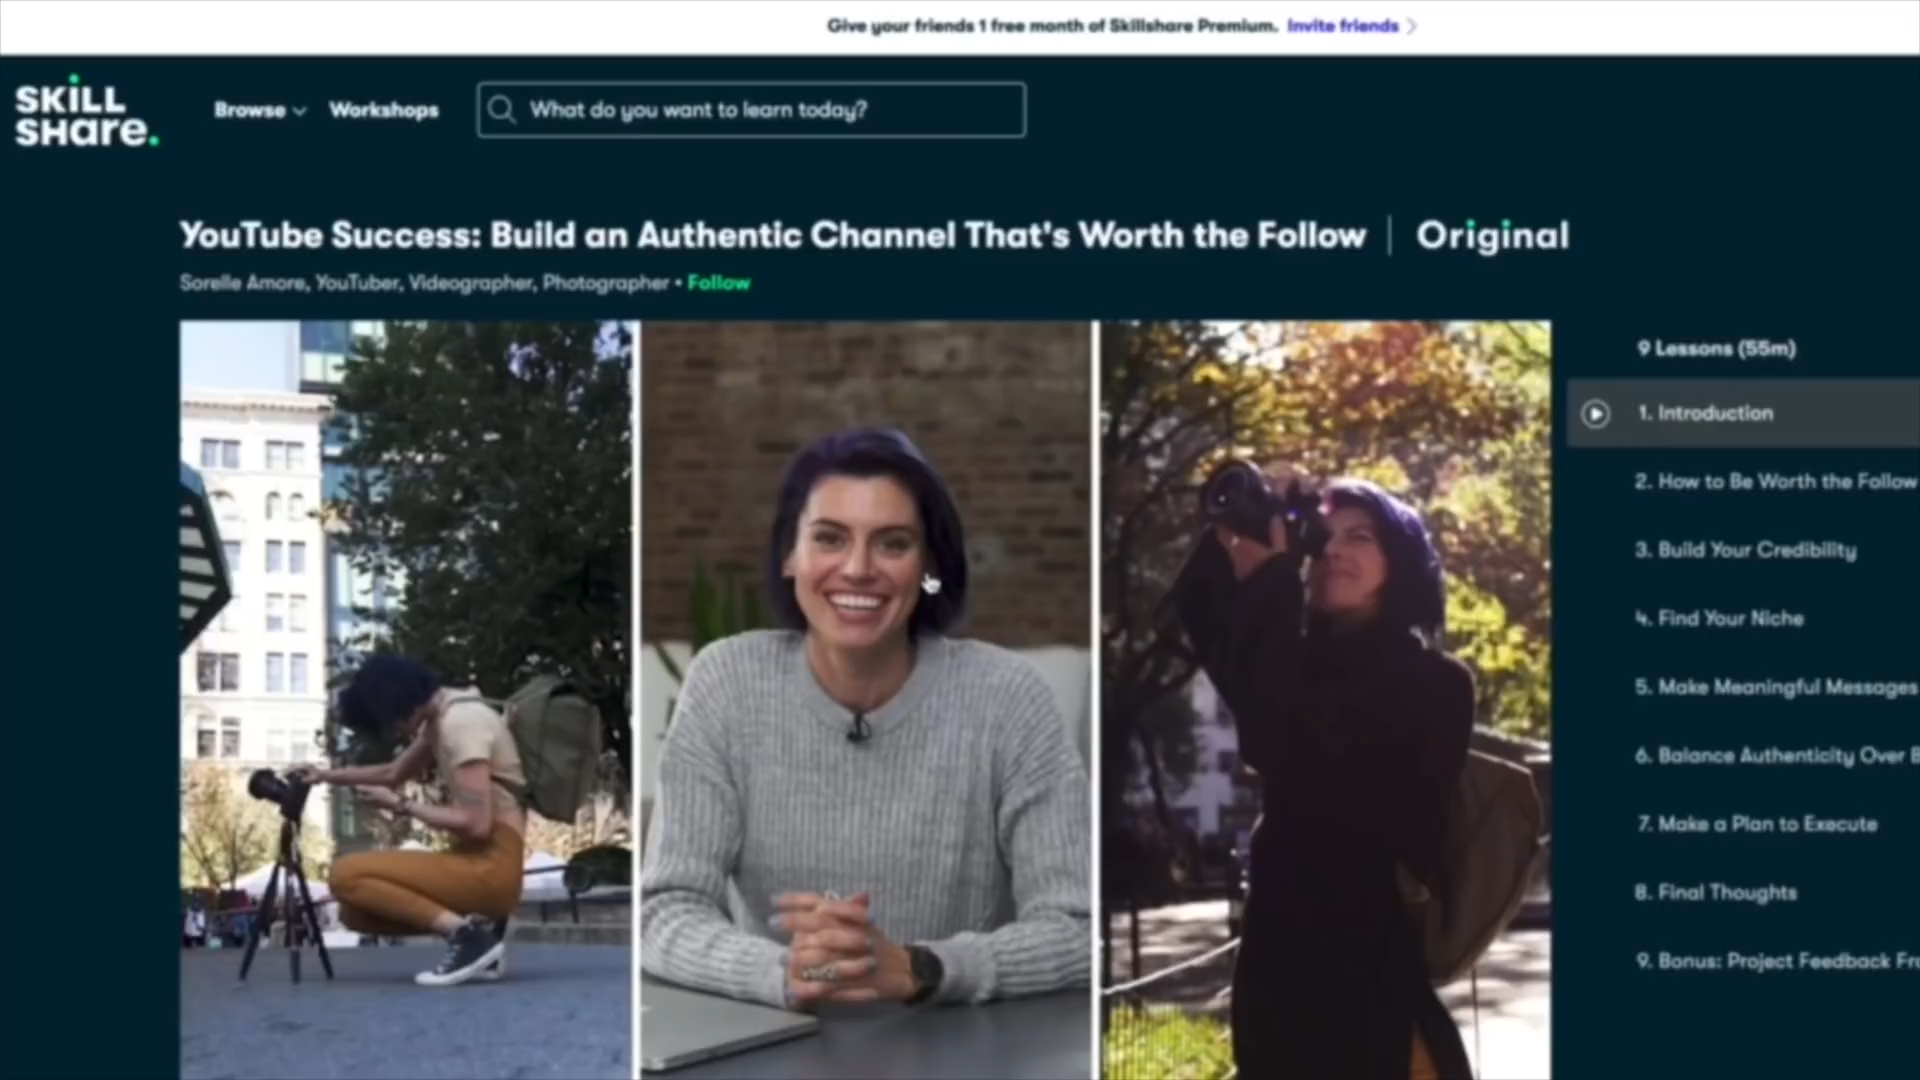 Give your friends 1 free month of Skillshare Premium. Invite friends
SKiLL
SHare.
Browse
Workshops
What do you want to learn today?
YouTube Success: Build an Authentic Channel That's Worth the Follow | Original
Sorelle Amore, YouTuber, Videographer, Photographer • Follow
9 Lessons (55m)
1. Introduction
2. How to Be Worth the Follow
3. Build Your Credibility
4. Find Your Niche
5. Make Meaningful Messages
6. Balance Authenticity Over
7. Make a Plan to Execute
8. Final Thoughts
9. Bonus: Project Feedback